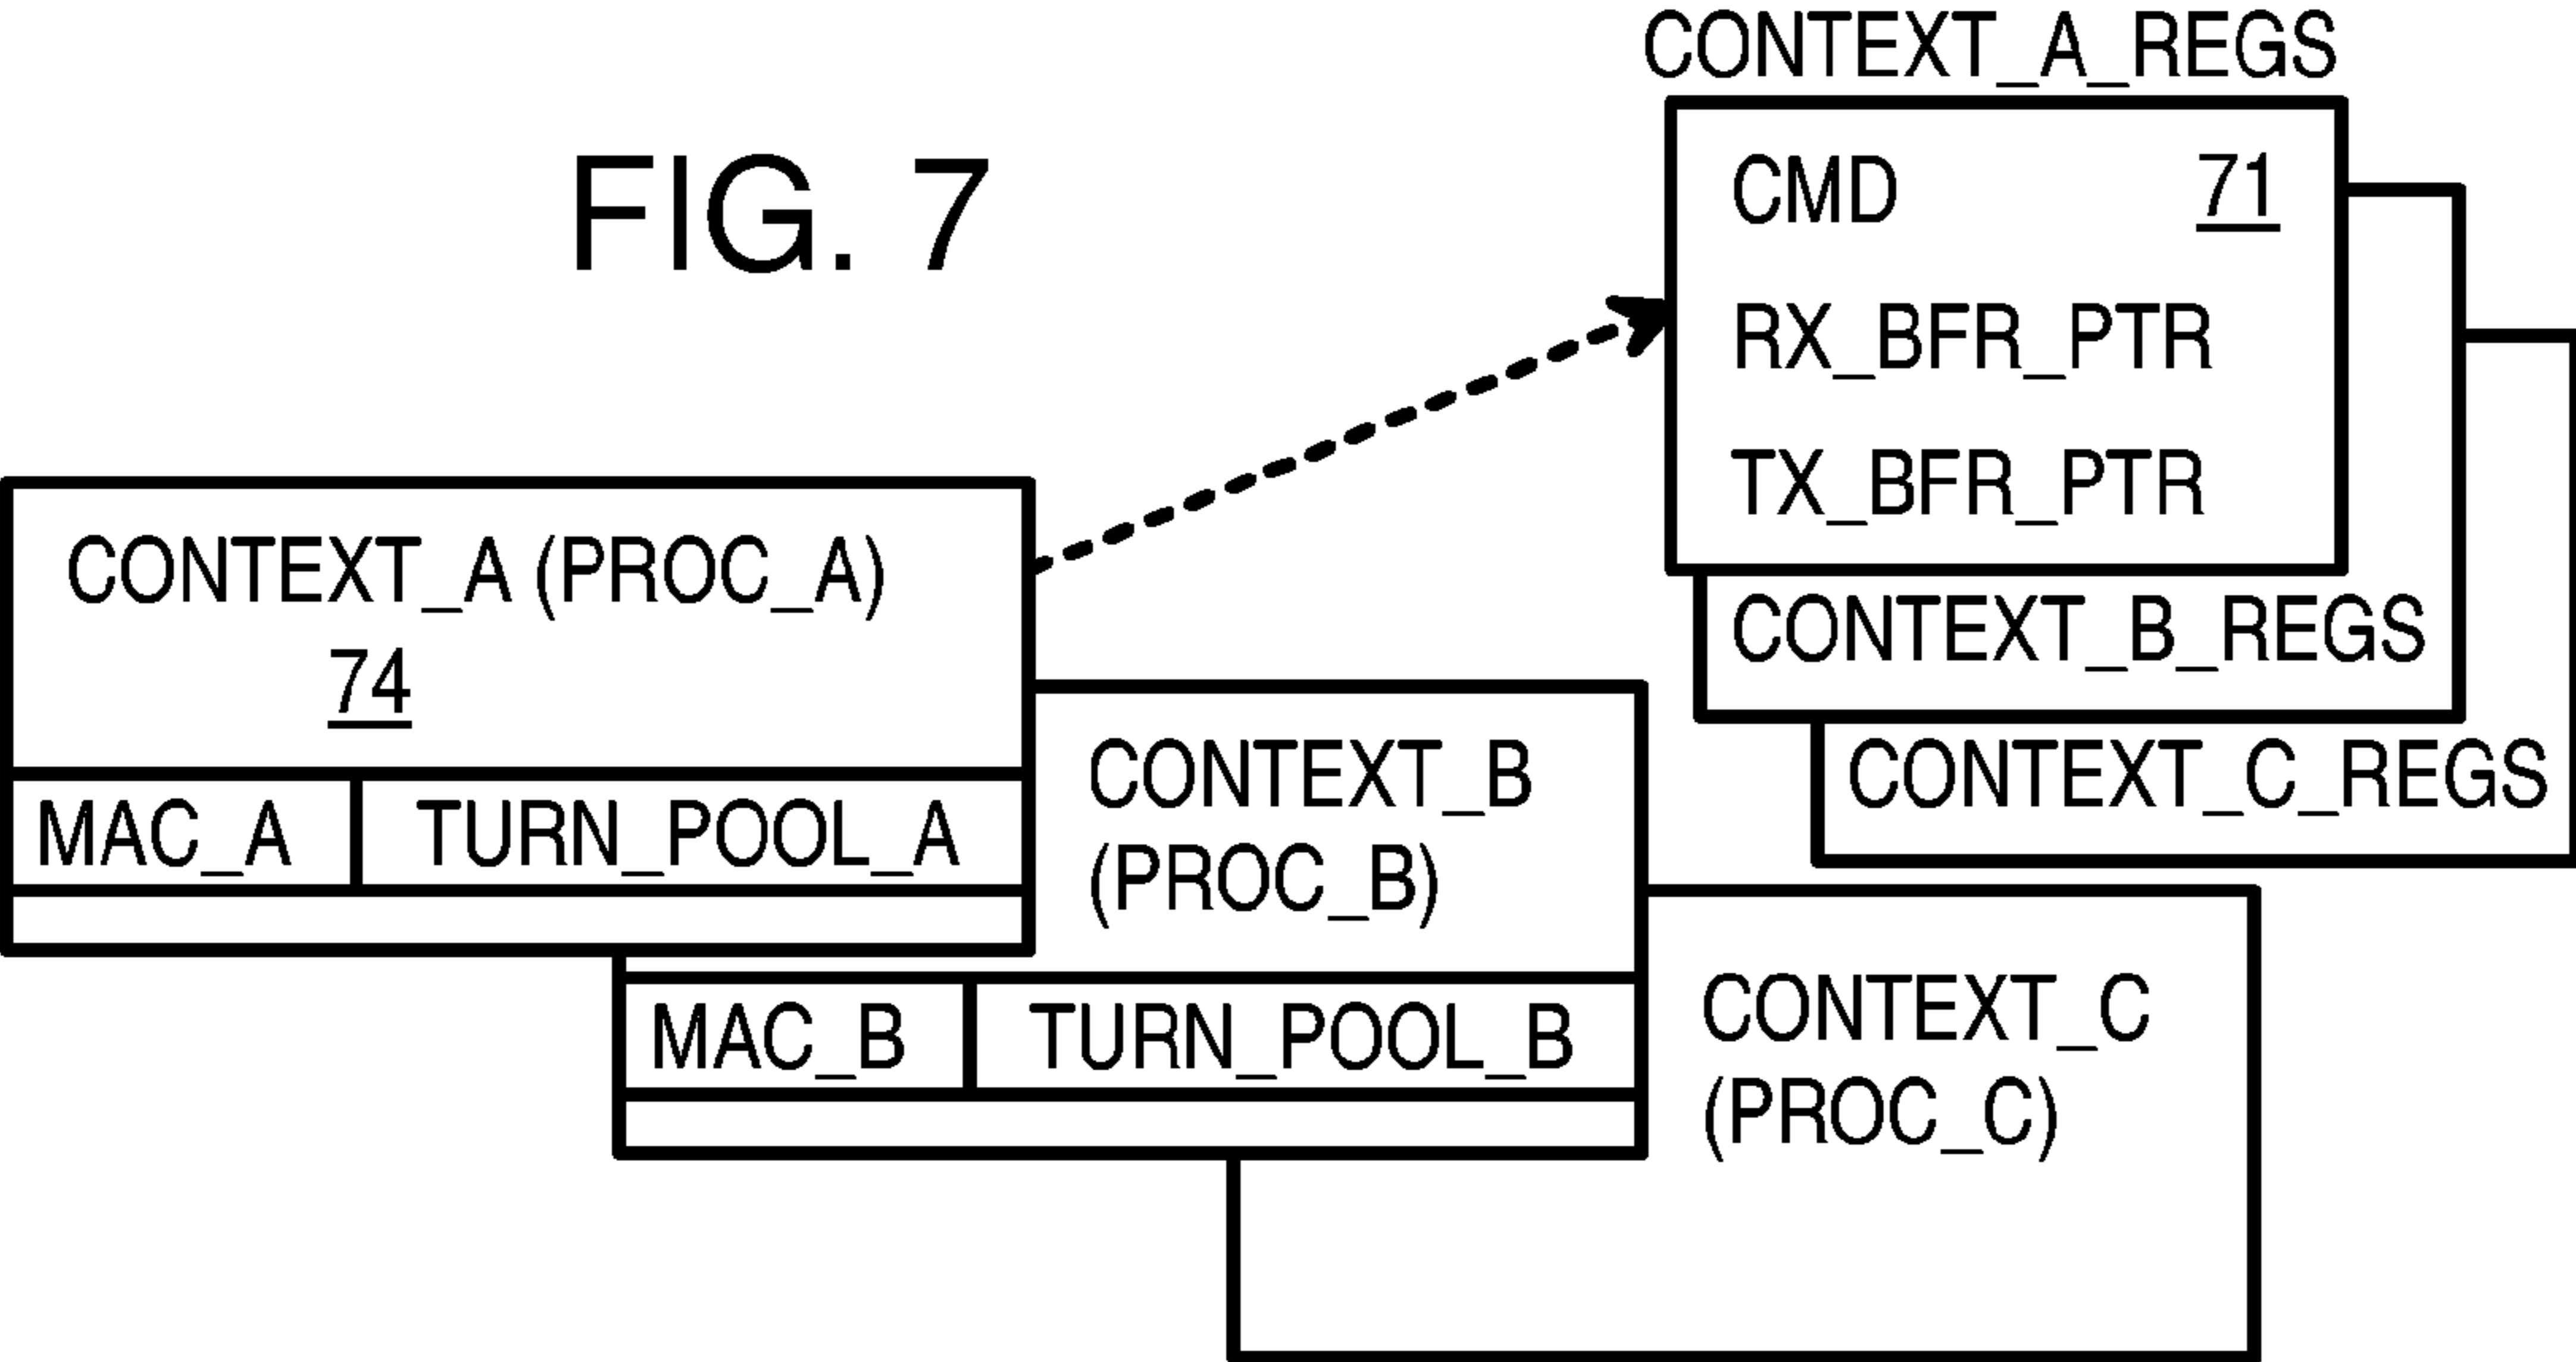 FIG. 7
CONTEXT_A_REGS
CMD 71
RX_BFR_PTR
TX_BFR_PTR
CONTEXT_B_REGS
CONTEXT_C_REGS
CONTEXT_A (PROC_A)
74
MAC_A TURN_POOL_A
CONTEXT_B
(PROC_B)
MAC_B TURN_POOL_B
CONTEXT_C
(PROC_C)